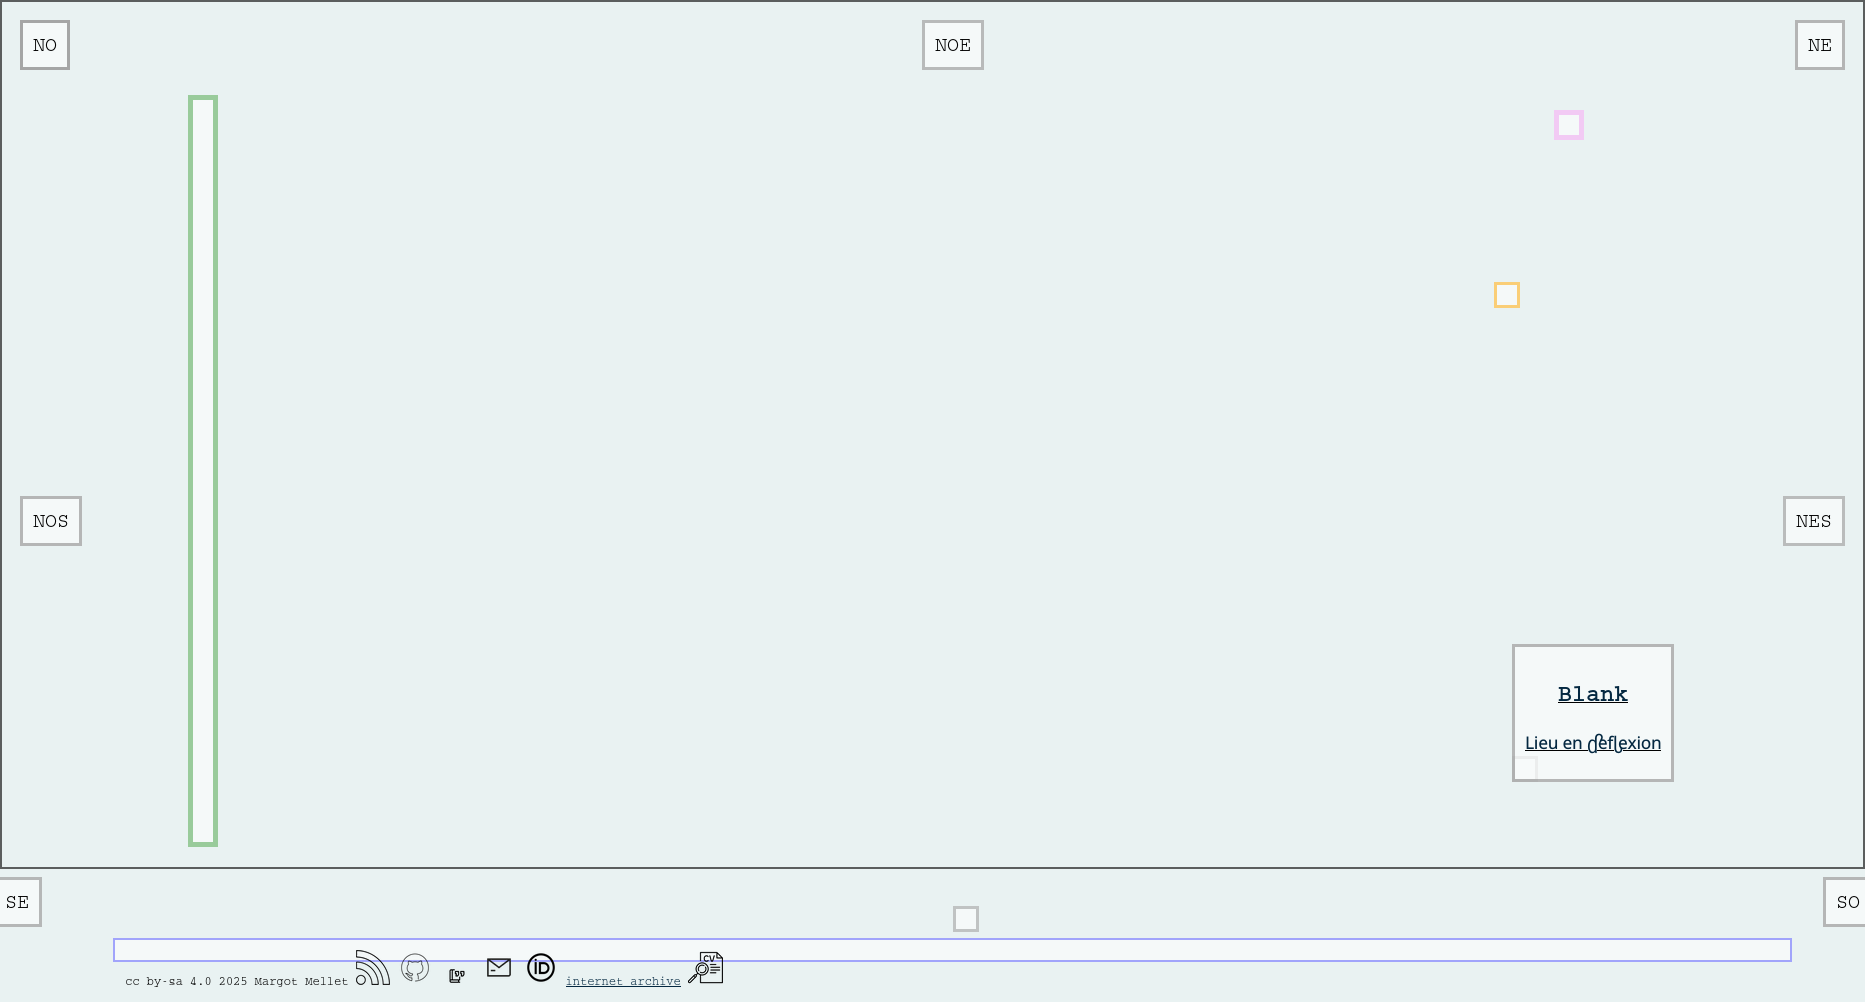 NO
NOE
NE
NOS
NES
Blank
Lieu en réflexion
SE
SO
cc by-sa 4.0 2025 Margot Mellet
iD
internet archive
CV